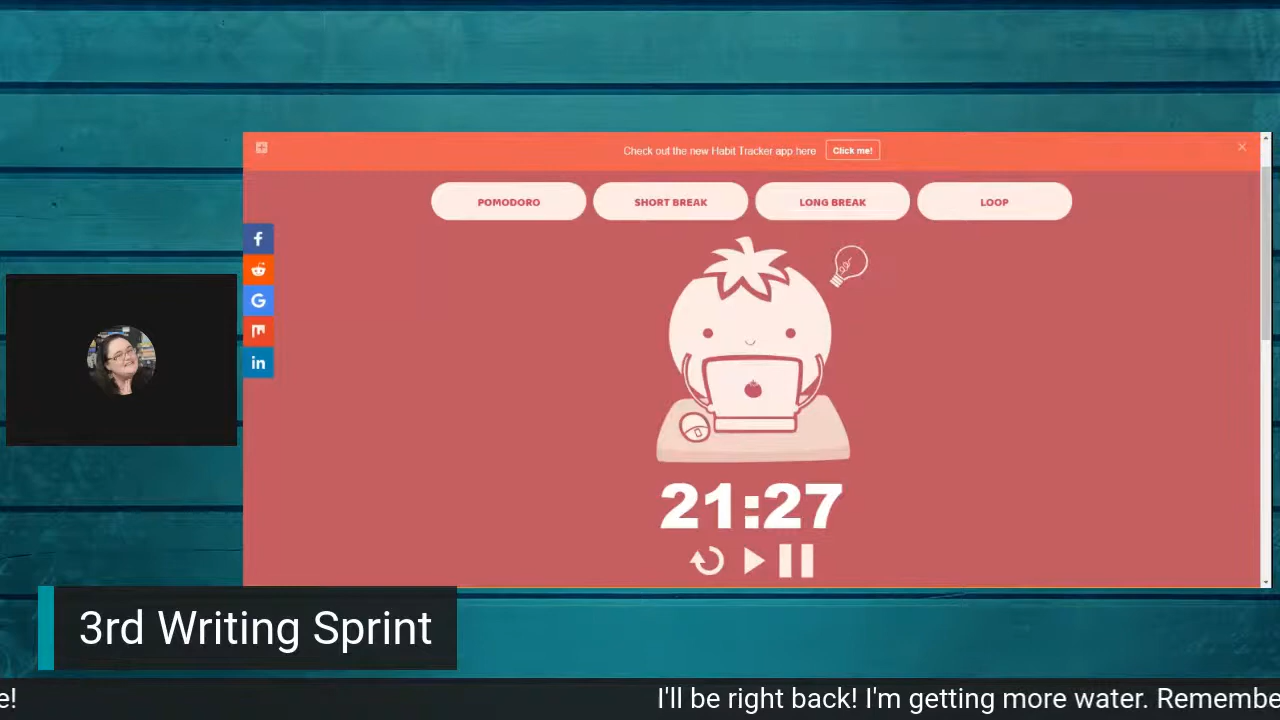 Check out the new Habit Tracker app here Click me!
POMODORO SHORT BREAK LONG BREAK LOOP
21:27
3rd Writing Sprint
e! I'll be right back! I'm getting more water. Remembe